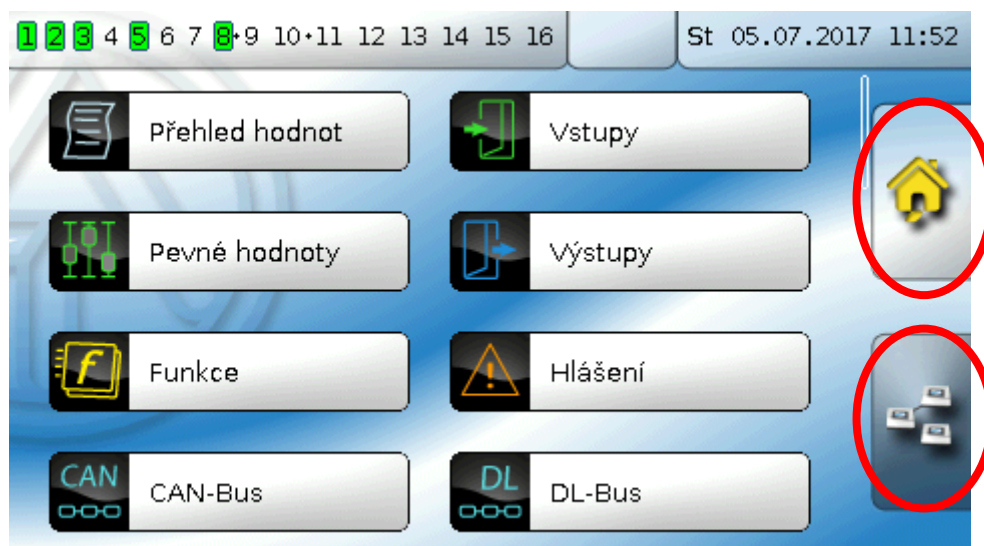 1 2 3 4 5 6 7 8+9 10+11 12 13 14 15 16 St 05.07.2017 11:52
Přehled hodnot Vstupy
Pevné hodnoty Výstupy
f Funkce Hlášení
CAN CAN-Bus DL DL-Bus